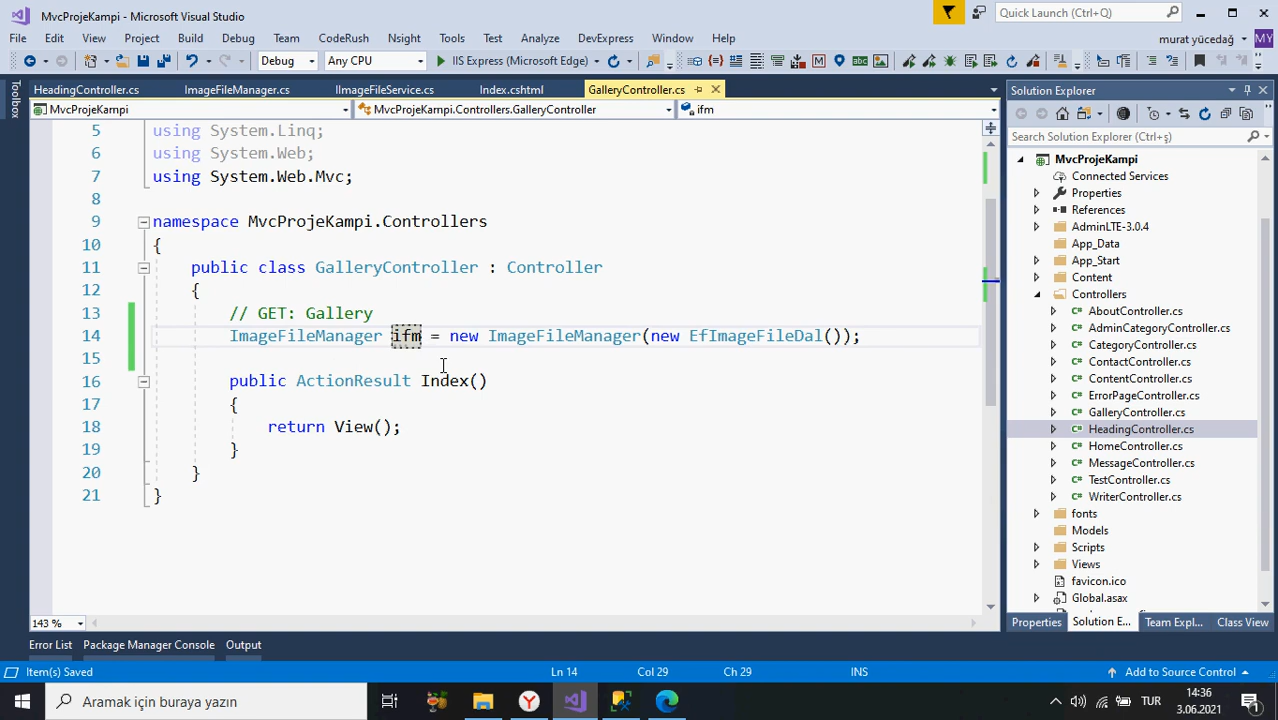 MvcProjeKampi - Microsoft Visual Studio
Quick Launch (Ctrl+Q)
File Edit View Project Build Debug Team CodeRush Nsight Tools Test Analyze DevExpress Window Help
murat yücedağ MY
Debug Any CPU IIS Express (Microsoft Edge)
Toolbox
HeadingController.cs ImageFileManager.cs IImageFileService.cs Index.cshtml GalleryController.cs
MvcProjeKampi MvcProjeKampi.Controllers.GalleryController ifm
5 using System.Linq;
6 using System.Web;
7 using System.Web.Mvc;
8
9 namespace MvcProjeKampi.Controllers
10 {
11 public class GalleryController : Controller
12 {
13 // GET: Gallery
14 ImageFileManager ifm = new ImageFileManager(new EfImageFileDal());
15
16 public ActionResult Index()
17 {
18 return View();
19 }
20 }
21 }
143 %
Solution Explorer
Search Solution Explorer (Ctrl+ş)
MvcProjeKampi
Connected Services
Properties
References
AdminLTE-3.0.4
App_Data
App_Start
Content
Controllers
AboutController.cs
AdminCategoryController.cs
CategoryController.cs
ContactController.cs
ContentController.cs
ErrorPageController.cs
GalleryController.cs
HeadingController.cs
HomeController.cs
MessageController.cs
TestController.cs
WriterController.cs
fonts
Models
Scripts
Views
favicon.ico
Global.asax
Properties Solution E... Team Expl... Class View
Error List Package Manager Console Output
Item(s) Saved Ln 14 Col 29 Ch 29 INS Add to Source Control
Aramak için buraya yazın
TUR 14:36
3.06.2021